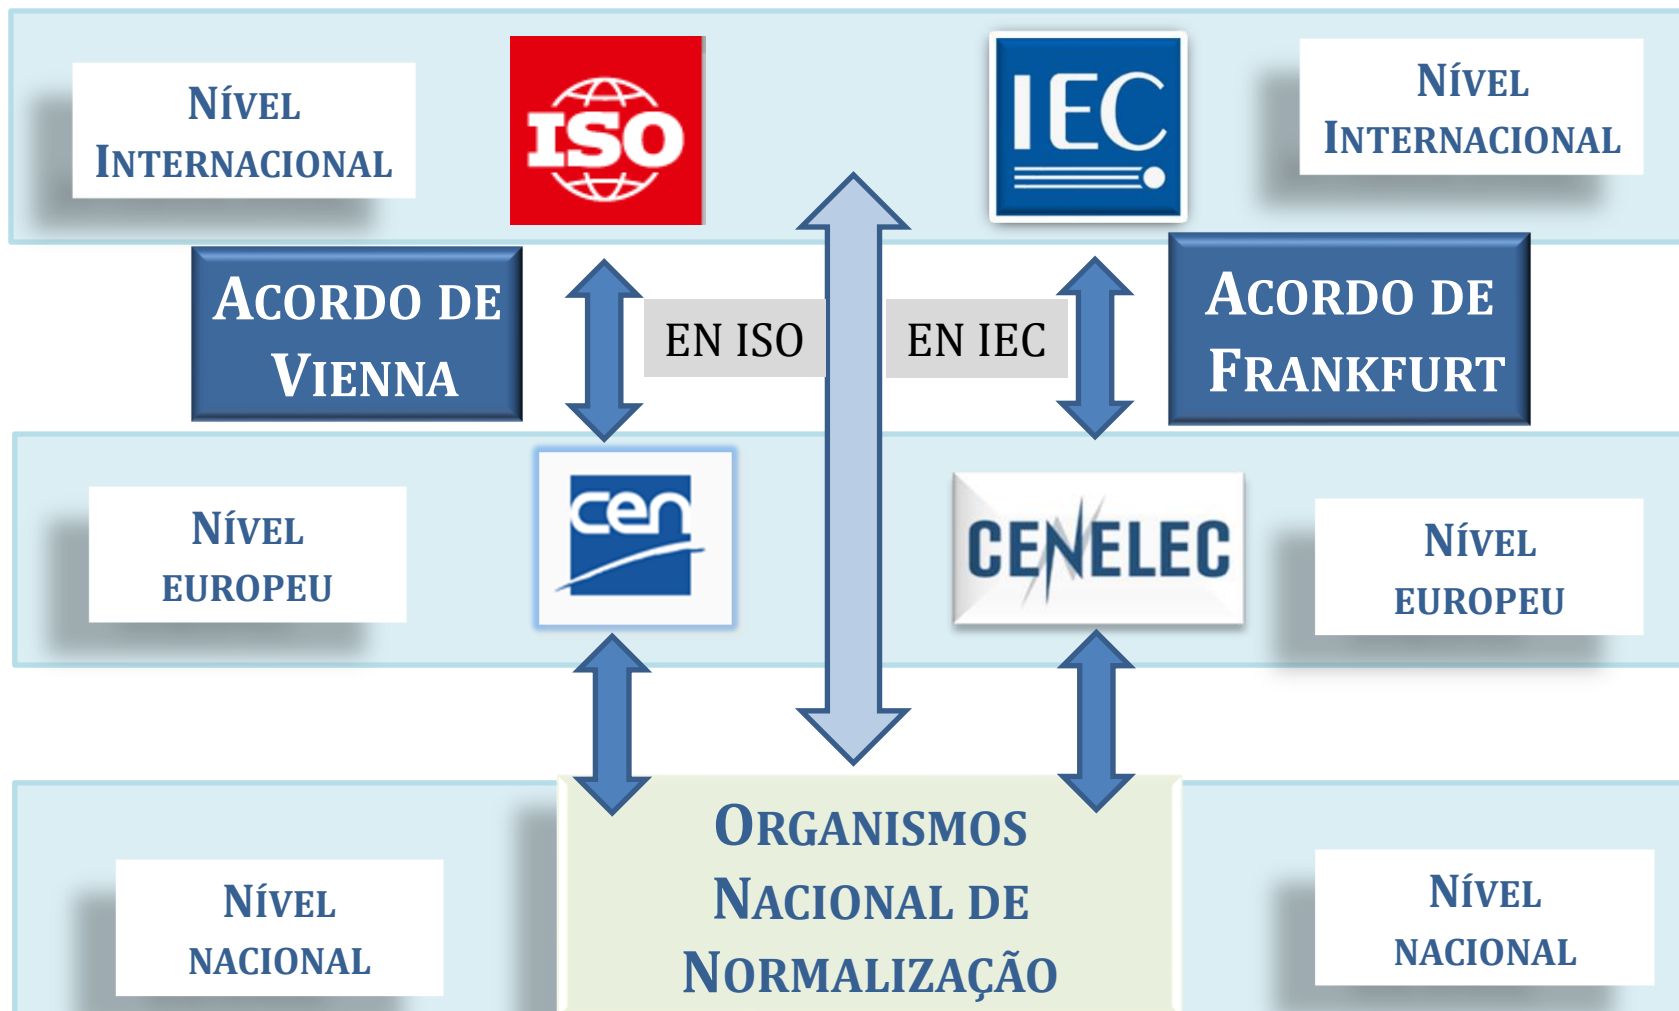 NÍVEL
INTERNACIONAL
ISO
IEC
NÍVEL
INTERNACIONAL
ACORDO DE
VIENNA
EN ISO
EN IEC
ACORDO DE
FRANKFURT
NÍVEL
EUROPEU
cen
CENELEC
NÍVEL
EUROPEU
NÍVEL
NACIONAL
ORGANISMOS
NACIONAL DE
NORMALIZAÇÃO
NÍVEL
NACIONAL